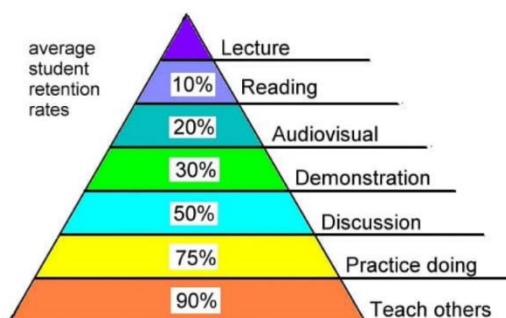 average
student
retention
rates
Lecture
10% Reading
20% Audiovisual
30% Demonstration
50% Discussion
75% Practice doing
90% Teach others